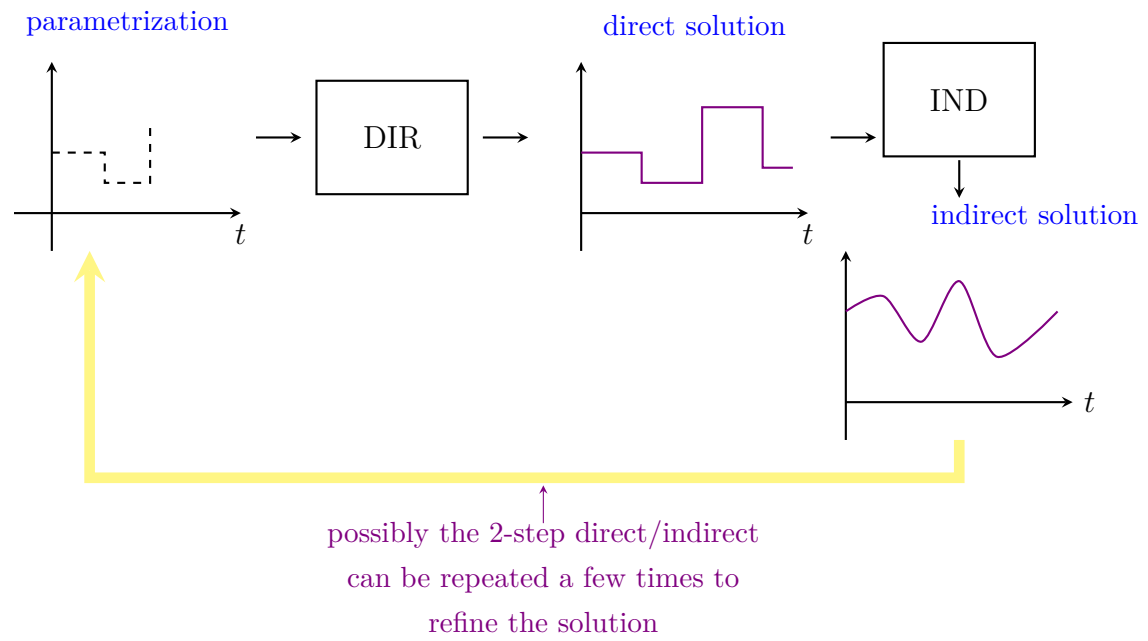 parametrization
direct solution
DIR
IND
t
t
indirect solution
t
possibly the 2-step direct/indirect
can be repeated a few times to
refine the solution